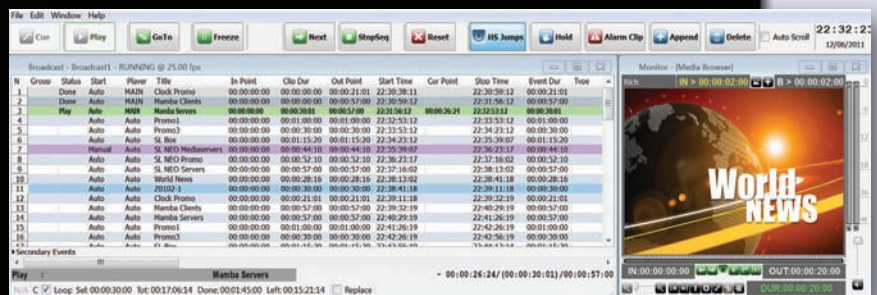 File Edit Window Help
Cue Play GoTo Freeze Next StopSeq Reset HS Jumps Hold Alarm Clip Append Delete Auto Scroll 22:32:2
12/06/2011
Broadcast - Broadcast1 - RUNNING @ 25.00 fps
N Group Status Start Player Title In Point Clip Dur Out Point Start Time Cur Point Stop Time Event Dur Type
1 Done Auto MAIN Clock Promo 00:00:00:00 00:00:00:00 00:00:21:01 22:30:38:11 22:30:59:12 00:00:21:01
2 Done Auto MAIN Mamba Clients 00:00:00:00 00:00:00:00 00:00:57:00 22:30:59:12 22:31:56:12 00:00:57:00
3 Play Auto MAIN Mamba Servers 00:00:00:00 00:00:30:01 00:00:57:00 22:31:56:12 00:00:26:24 22:32:53:12 00:00:30:01
4 Auto Auto Promo1 00:00:00:00 00:01:00:00 00:01:00:00 22:32:53:12 22:33:53:12 00:01:00:00
5 Auto Auto Promo3 00:00:00:00 00:00:30:00 00:00:30:00 22:33:53:12 22:34:23:12 00:00:30:00
6 Auto Auto SL Box 00:00:00:00 00:01:15:20 00:01:15:20 22:34:23:12 22:35:39:07 00:01:15:20
7 Manual Auto SL NEO Mediaservers 00:00:00:00 00:00:44:10 00:00:44:10 22:35:39:07 22:36:23:17 00:00:44:10
8 Auto Auto SL NEO Promo 00:00:00:00 00:00:52:10 00:00:52:10 22:36:23:17 22:37:16:02 00:00:52:10
9 Auto Auto SL NEO Servers 00:00:00:00 00:00:57:00 00:00:57:00 22:37:16:02 22:38:13:02 00:00:57:00
10 Auto Auto World News 00:00:00:00 00:00:28:16 00:00:28:16 22:38:13:02 22:38:41:18 00:00:28:16
11 Auto Auto Z0102-1 00:00:00:00 00:00:30:00 00:00:30:00 22:38:41:18 22:39:11:18 00:00:30:00
12 Auto Auto Clock Promo 00:00:00:00 00:00:21:01 00:00:21:01 22:39:11:18 22:39:32:19 00:00:21:01
13 Auto Auto Mamba Clients 00:00:00:00 00:00:57:00 00:00:57:00 22:39:32:19 22:40:29:19 00:00:57:00
14 Auto Auto Mamba Servers 00:00:00:00 00:00:57:00 00:00:57:00 22:40:29:19 22:41:26:19 00:00:57:00
15 Auto Auto Promo1 00:00:00:00 00:01:00:00 00:01:00:00 22:41:26:19 22:42:26:19 00:01:00:00
16 Auto Auto Promo3 00:00:00:00 00:00:30:00 00:00:30:00 22:42:26:19 22:42:56:19 00:00:30:00
Secondary Events
Play : Mamba Servers - 00:00:26:24/(00:00:30:01)/00:00:57:00
N/A C Loop Sel: 00:00:30:00 Tot: 00:17:06:14 Done: 00:01:45:00 Left: 00:15:21:14 Replace
Monitor - [Media Browser]
Rich IN > 00:00:02:00 B > 00:00:02:00
World NEWS
IN:00:00:00:00 OUT:00:00:20:00
DUR:00:00:20:00